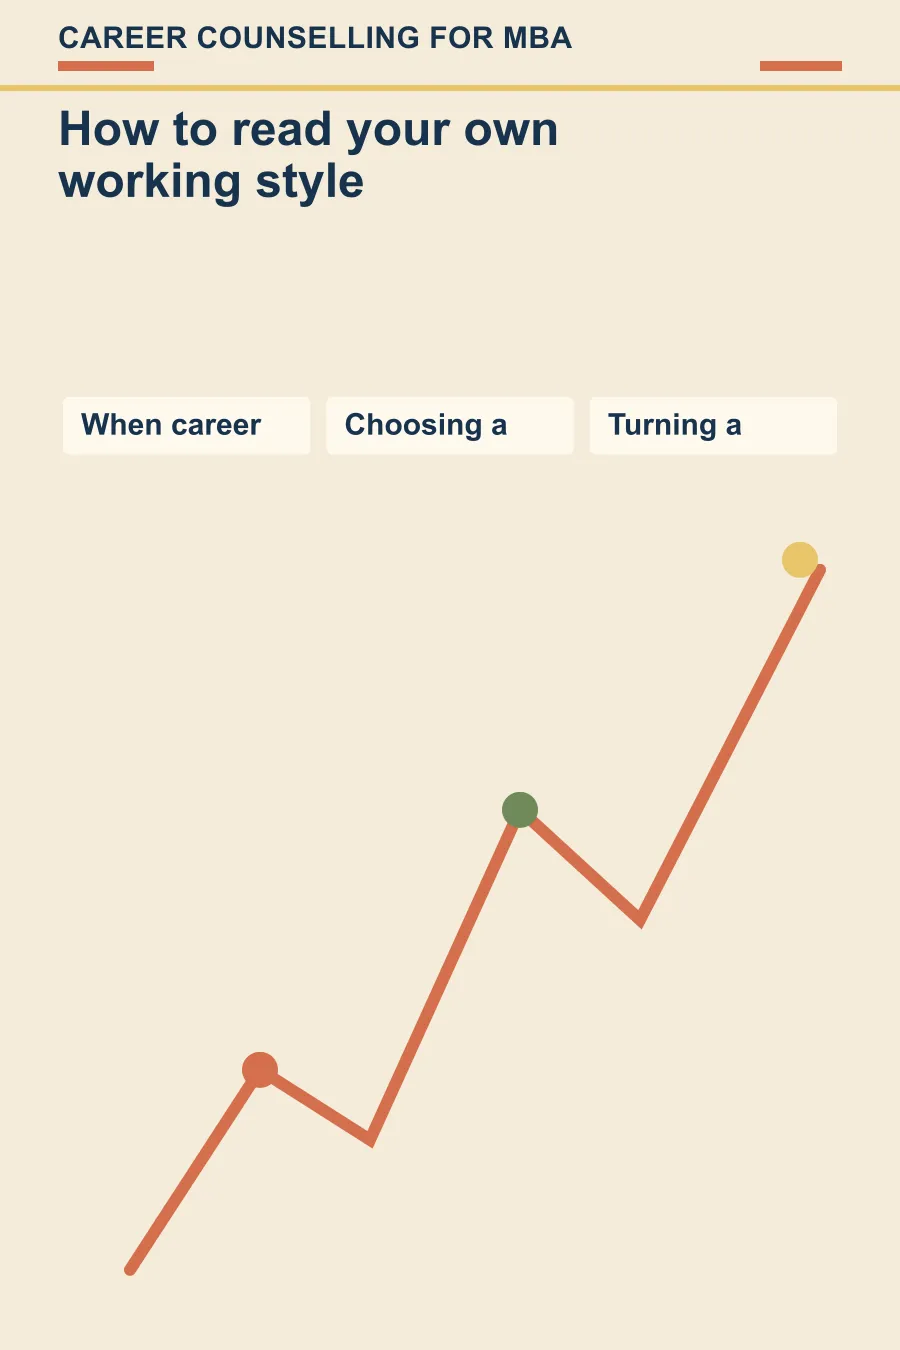 CAREER COUNSELLING FOR MBA
How to read your own
working style
When career
Choosing a
Turning a